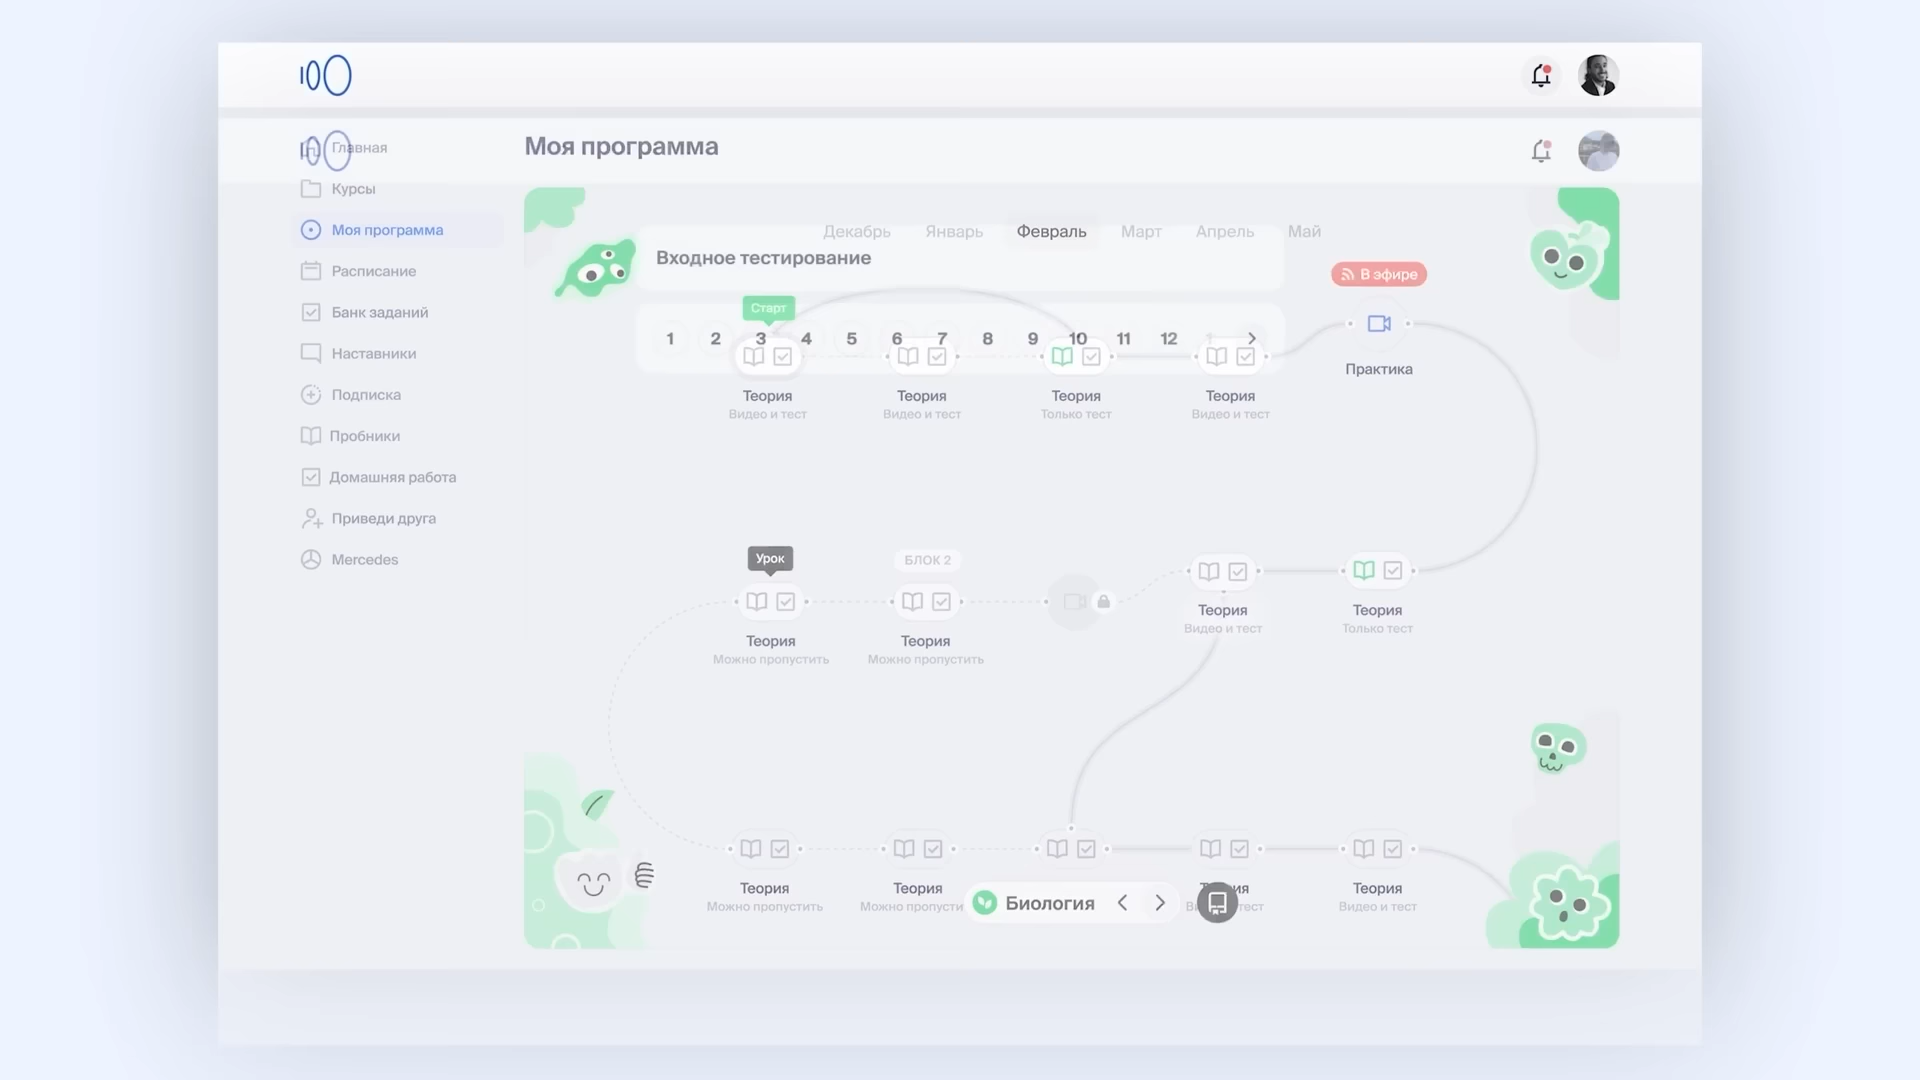 Главная
Моя программа
Курсы
Моя программа
Расписание
Банк заданий
Наставники
Подписка
Пробники
Домашняя работа
Приведи друга
Mercedes
Декабрь Январь Февраль Март Апрель Май
Входное тестирование
В эфире
Старт
1 2 3 4 5 6 7 8 9 10 11 12
Практика
Теория Теория Теория Теория
Видео и тест Видео и тест Только тест Видео и тест
Урок БЛОК 2
Теория Теория
Видео и тест Только тест
Теория Теория
Можно пропустить Можно пропустить
Теория Теория Теория
Можно пропустить Видео и тест
Биология